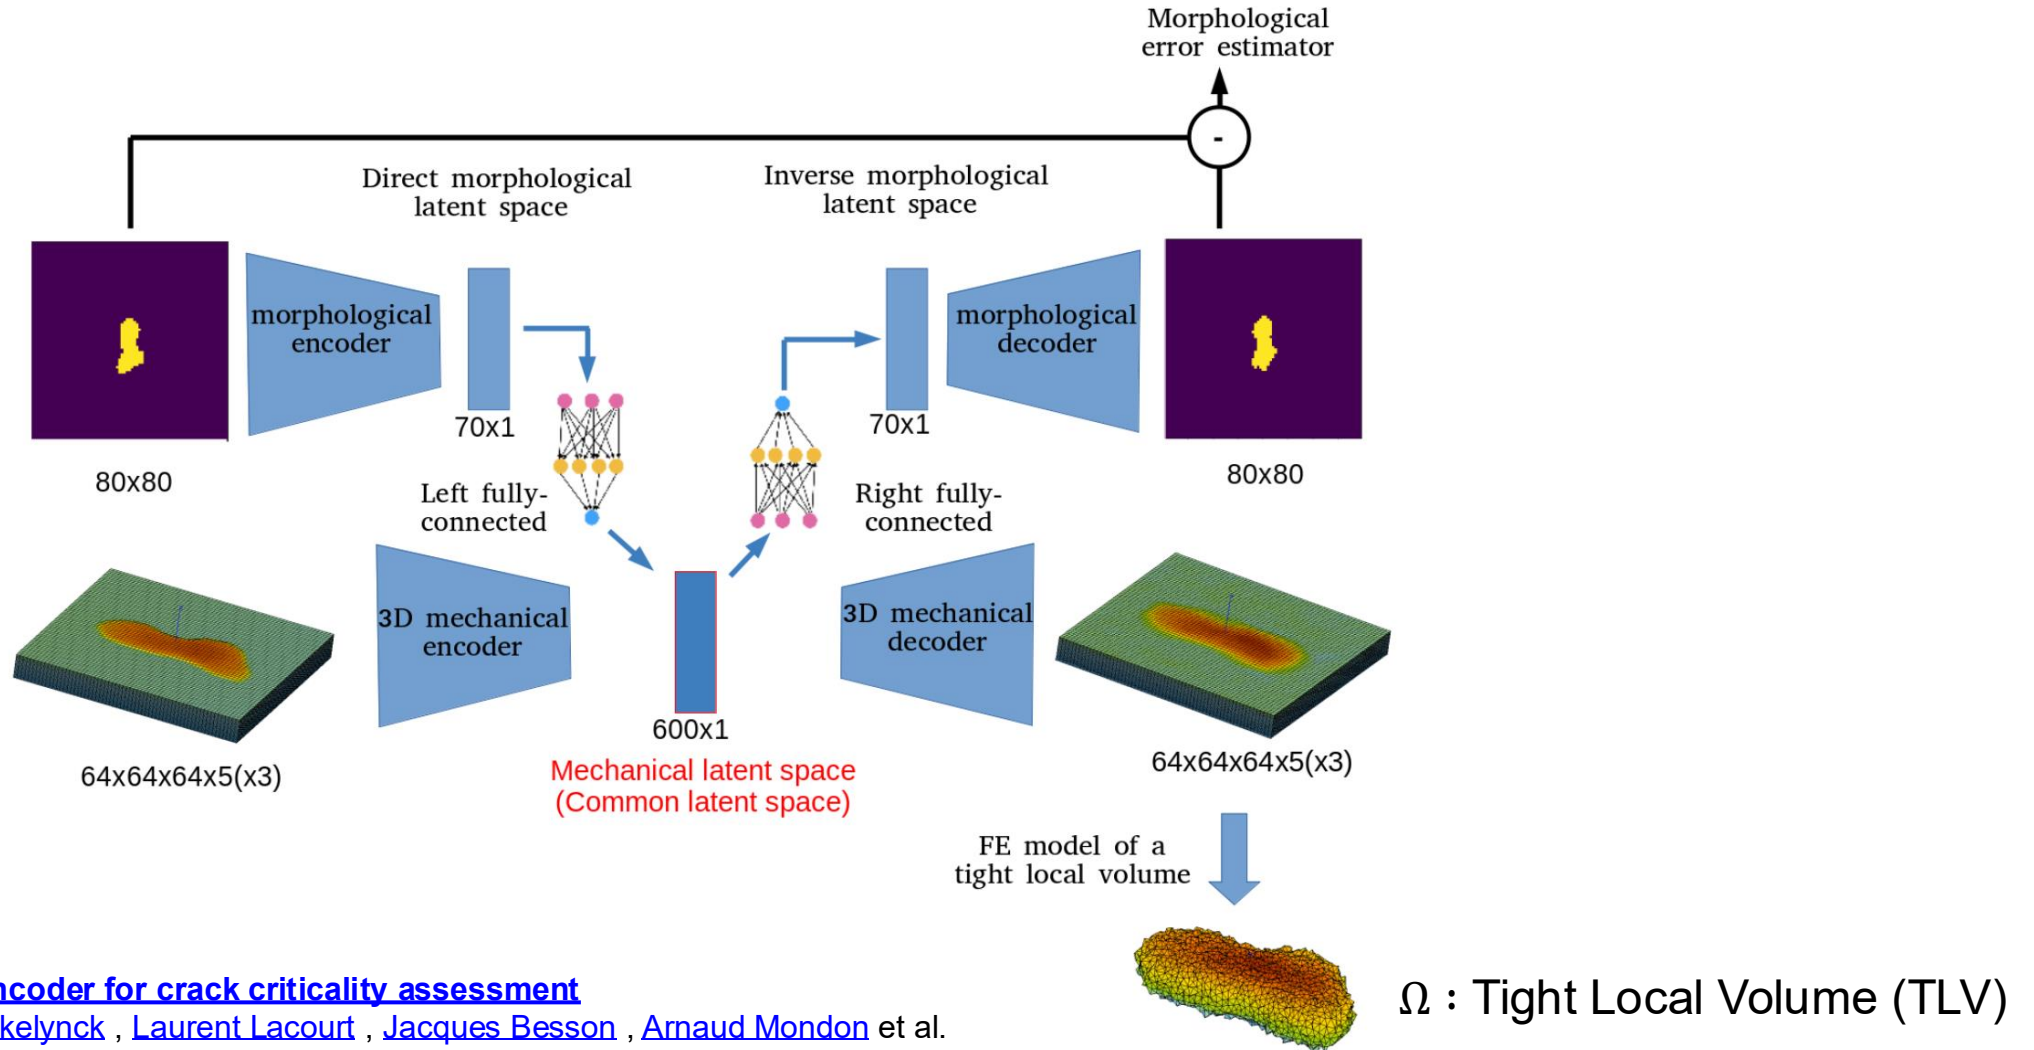 Morphological
error estimator
-
Direct morphological
latent space
Inverse morphological
latent space
morphological
encoder
morphological
decoder
70x1
70x1
80x80
80x80
Left fully-
connected
Right fully-
connected
3D mechanical
encoder
3D mechanical
decoder
600x1
64x64x64x5(x3)
64x64x64x5(x3)
Mechanical latent space
(Common latent space)
FE model of a
tight local volume
Ω : Tight Local Volume (TLV)
for crack criticality assessment
, Laurent Lacourt , Jacques Besson , Arnaud Mondon et al.